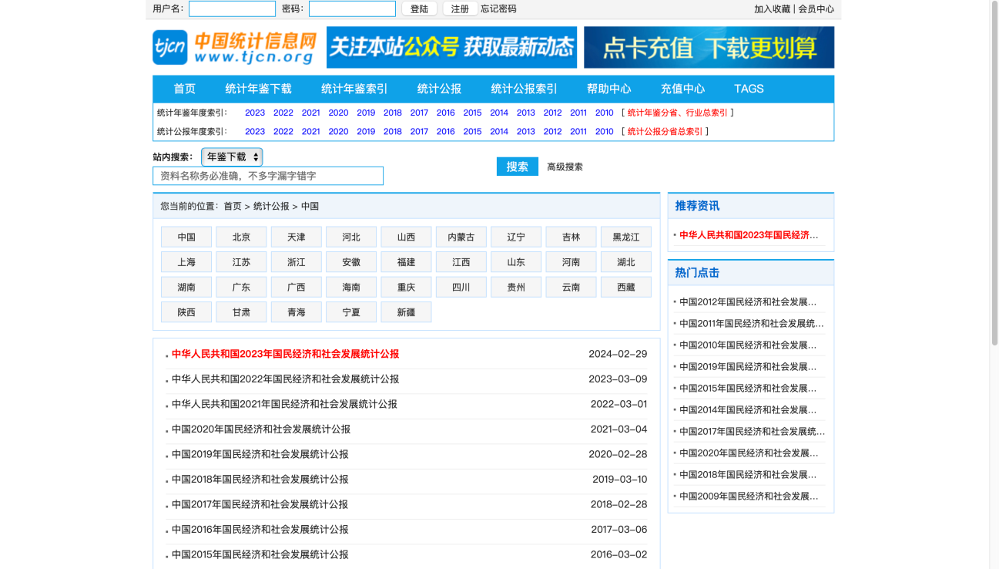 用户名： 密码： 登陆 注册 忘记密码 加入收藏 | 会员中心
tjcn 中国统计信息网
www.tjcn.org
关注本站公众号 获取最新动态
点卡充值 下载更划算
首页 统计年鉴下载 统计年鉴索引 统计公报 统计公报索引 帮助中心 充值中心 TAGS
统计年鉴年度索引： 2023 2022 2021 2020 2019 2018 2017 2016 2015 2014 2013 2012 2011 2010 [ 统计年鉴分省、行业总索引 ]
统计公报年度索引： 2023 2022 2021 2020 2019 2018 2017 2016 2015 2014 2013 2012 2011 2010 [ 统计公报分省总索引 ]
站内搜索： 年鉴下载
资料名称务必准确，不多字漏字错字
搜索 高级搜索
您当前的位置：首页 > 统计公报 > 中国
中国 北京 天津 河北 山西 内蒙古 辽宁 吉林 黑龙江
上海 江苏 浙江 安徽 福建 江西 山东 河南 湖北
湖南 广东 广西 海南 重庆 四川 贵州 云南 西藏
陕西 甘肃 青海 宁夏 新疆
中华人民共和国2023年国民经济和社会发展统计公报 2024-02-29
中华人民共和国2022年国民经济和社会发展统计公报 2023-03-09
中华人民共和国2021年国民经济和社会发展统计公报 2022-03-01
中国2020年国民经济和社会发展统计公报 2021-03-04
中国2019年国民经济和社会发展统计公报 2020-02-28
中国2018年国民经济和社会发展统计公报 2019-03-10
中国2017年国民经济和社会发展统计公报 2018-02-28
中国2016年国民经济和社会发展统计公报 2017-03-06
中国2015年国民经济和社会发展统计公报 2016-03-02
推荐资讯
中华人民共和国2023年国民经济…
热门点击
中国2012年国民经济和社会发展…
中国2011年国民经济和社会发展统…
中国2010年国民经济和社会发展…
中国2019年国民经济和社会发展…
中国2015年国民经济和社会发展…
中国2014年国民经济和社会发展…
中国2017年国民经济和社会发展统…
中国2020年国民经济和社会发展…
中国2018年国民经济和社会发展…
中国2009年国民经济和社会发展…